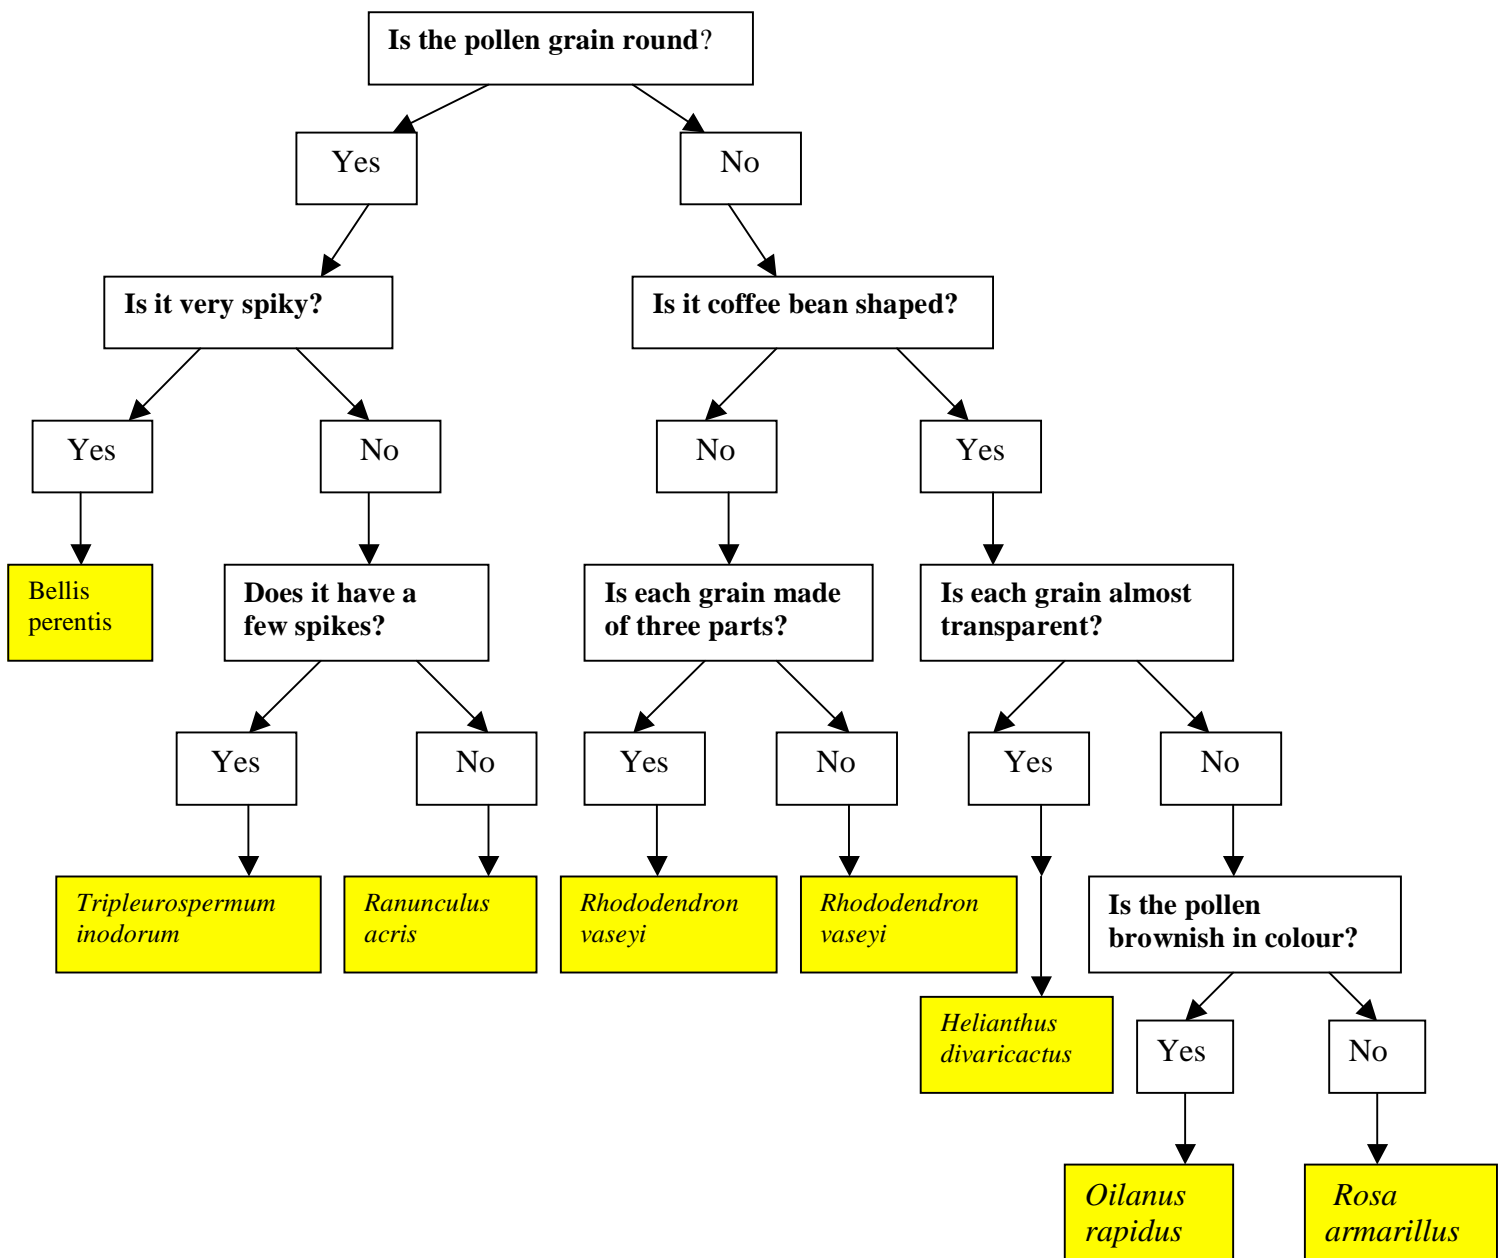 Is the pollen grain round?
Yes
No
Is it very spiky?
Is it coffee bean shaped?
Yes
No
No
Yes
Bellis
perentis
Does it have a
few spikes?
Is each grain made
of three parts?
Is each grain almost
transparent?
Yes
No
Yes
No
Yes
No
Tripleurospermum
inodorum
Ranunculus
acris
Rhododendron
vaseyi
Rhododendron
vaseyi
Is the pollen
brownish in colour?
Helianthus
divaricactus
Yes
No
Oilanus
rapidus
Rosa
armarillus